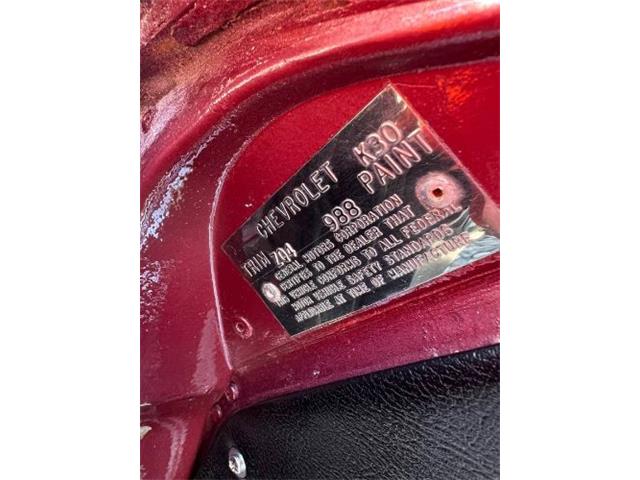 CHEVROLET K30
TRIM ZQ4 988 PAINT
GENERAL MOTORS CORPORATION
CERTIFIES TO THE DEALER THAT
THIS VEHICLE CONFORMS TO ALL FEDERAL
MOTOR VEHICLE SAFETY STANDARDS
APPLICABLE AT TIME OF MANUFACTURE